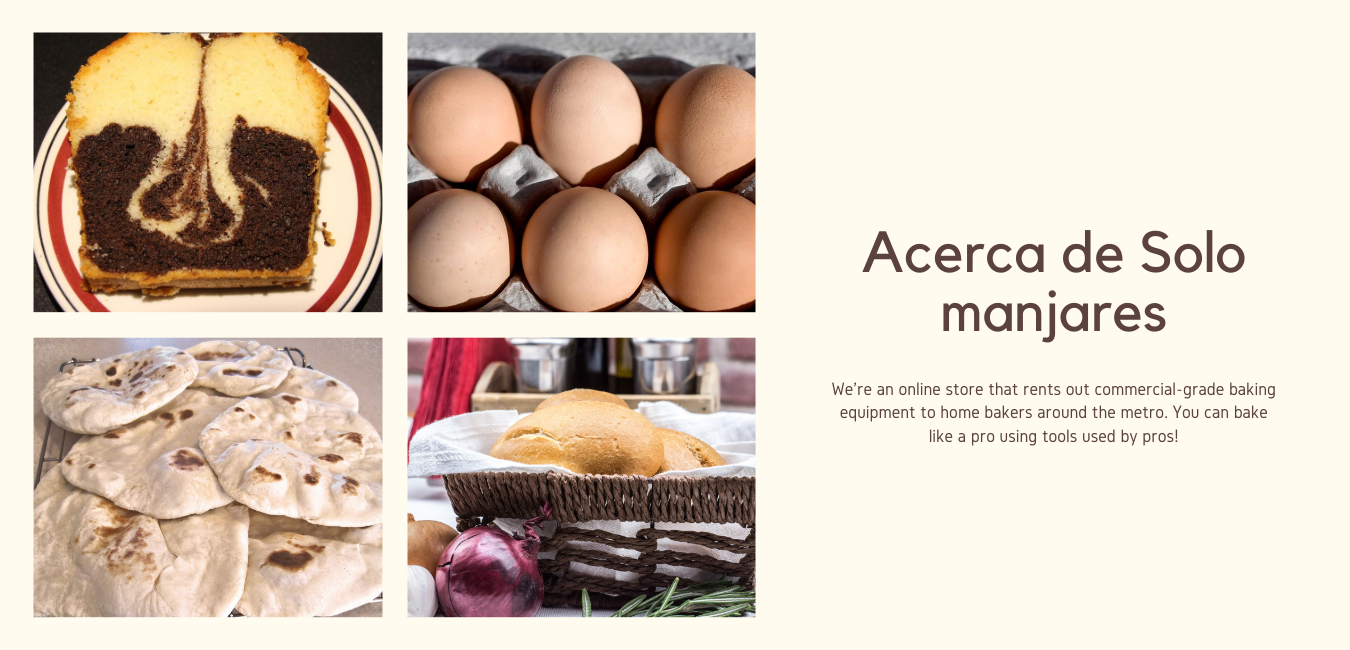 Acerca de Solo
manjares
We're an online store that rents out commercial-grade baking
equipment to home bakers around the metro. You can bake
like a pro using tools used by pros!